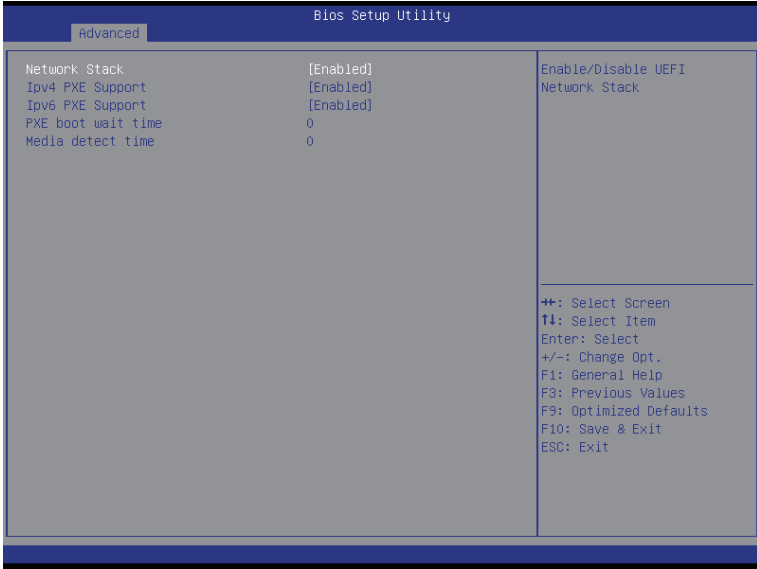 Bios Setup Utility
Advanced
Network Stack [Enabled]
Ipv4 PXE Support [Enabled]
Ipv6 PXE Support [Enabled]
PXE boot wait time 0
Media detect time 0
Enable/Disable UEFI
Network Stack
→←: Select Screen
↑↓: Select Item
Enter: Select
+/-: Change Opt.
F1: General Help
F3: Previous Values
F9: Optimized Defaults
F10: Save & Exit
ESC: Exit